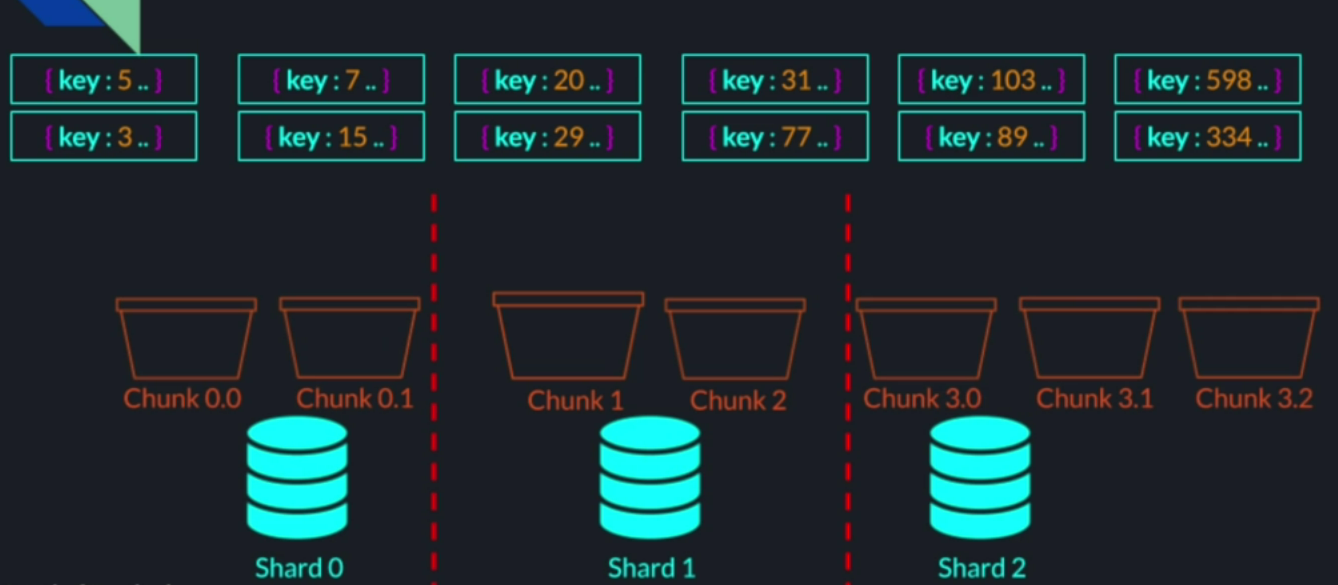 { key : 5 .. } { key : 7 .. } { key : 20 .. } { key : 31 .. } { key : 103 .. } { key : 598 .. }
{ key : 3 .. } { key : 15 .. } { key : 29 .. } { key : 77 .. } { key : 89 .. } { key : 334 .. }
Chunk 0.0 Chunk 0.1 Chunk 1 Chunk 2 Chunk 3.0 Chunk 3.1 Chunk 3.2
Shard 0 Shard 1 Shard 2